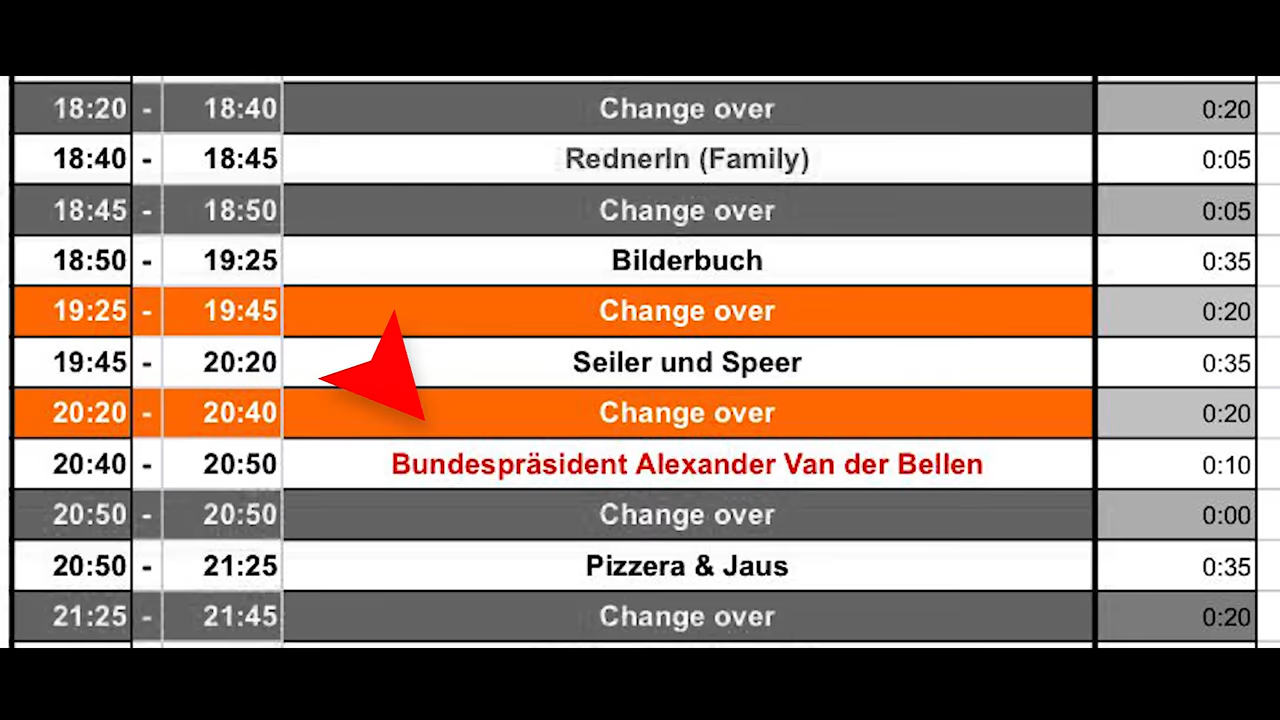 18:20 - 18:40 Change over 0:20
18:40 - 18:45 RednerIn (Family) 0:05
18:45 - 18:50 Change over 0:05
18:50 - 19:25 Bilderbuch 0:35
19:25 - 19:45 Change over 0:20
19:45 - 20:20 Seiler und Speer 0:35
20:20 - 20:40 Change over 0:20
20:40 - 20:50 Bundespräsident Alexander Van der Bellen 0:10
20:50 - 20:50 Change over 0:00
20:50 - 21:25 Pizzera & Jaus 0:35
21:25 - 21:45 Change over 0:20